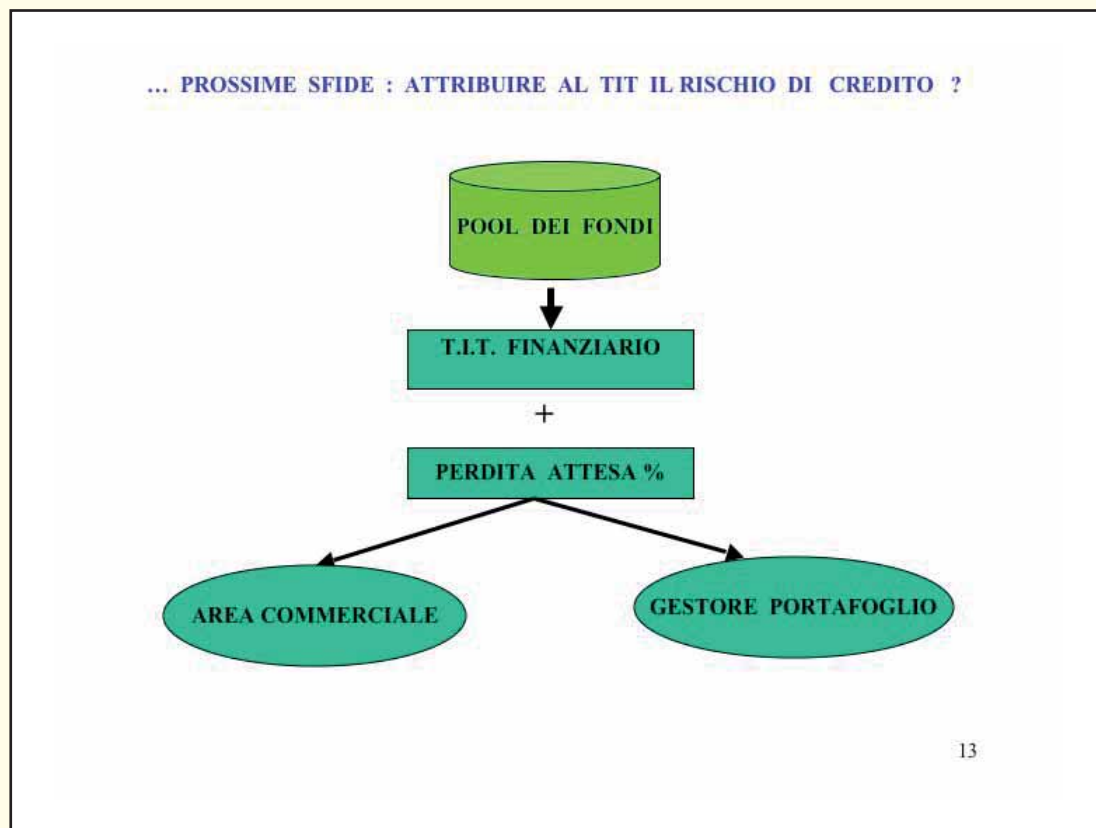 … PROSSIME SFIDE : ATTRIBUIRE AL TIT IL RISCHIO DI CREDITO ?
POOL DEI FONDI
T.I.T. FINANZIARIO
+
PERDITA ATTESA %
AREA COMMERCIALE
GESTORE PORTAFOGLIO
13